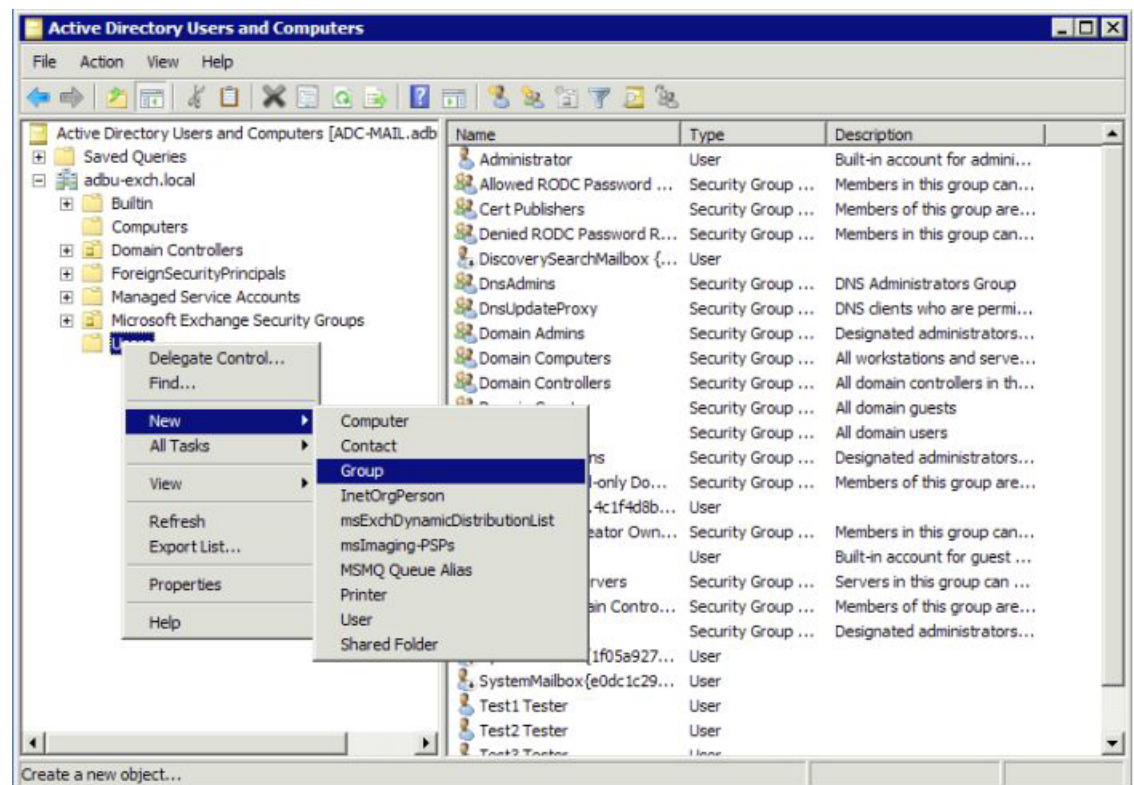 Active Directory Users and Computers
File Action View Help
Active Directory Users and Computers [ADC-MAIL.adb
Saved Queries
adbu-exch.local
Builtin
Computers
Domain Controllers
ForeignSecurityPrincipals
Managed Service Accounts
Microsoft Exchange Security Groups
Delegate Control...
Find...
New
All Tasks
View
Refresh
Export List...
Properties
Help
Computer
Contact
Group
InetOrgPerson
msExchDynamicDistributionList
msImaging-PSPs
MSMQ Queue Alias
Printer
User
Shared Folder
Name Type Description
Administrator User Built-in account for admini...
Allowed RODC Password ... Security Group ... Members in this group can...
Cert Publishers Security Group ... Members of this group are...
Denied RODC Password R... Security Group ... Members in this group can...
DiscoverySearchMailbox {... User
DnsAdmins Security Group ... DNS Administrators Group
DnsUpdateProxy Security Group ... DNS clients who are permi...
Domain Admins Security Group ... Designated administrators...
Domain Computers Security Group ... All workstations and serve...
Domain Controllers Security Group ... All domain controllers in th...
Security Group ... All domain guests
Security Group ... All domain users
ns Security Group ... Designated administrators...
l-only Do... Security Group ... Members of this group are...
.4c1f4d8b... User
eator Own... Security Group ... Members in this group can...
User Built-in account for guest ...
rvers Security Group ... Servers in this group can ...
ain Contro... Security Group ... Members of this group are...
Security Group ... Designated administrators...
{1f05a927... User
SystemMailbox{e0dc1c29... User
Test1 Tester User
Test2 Tester User
Create a new object...